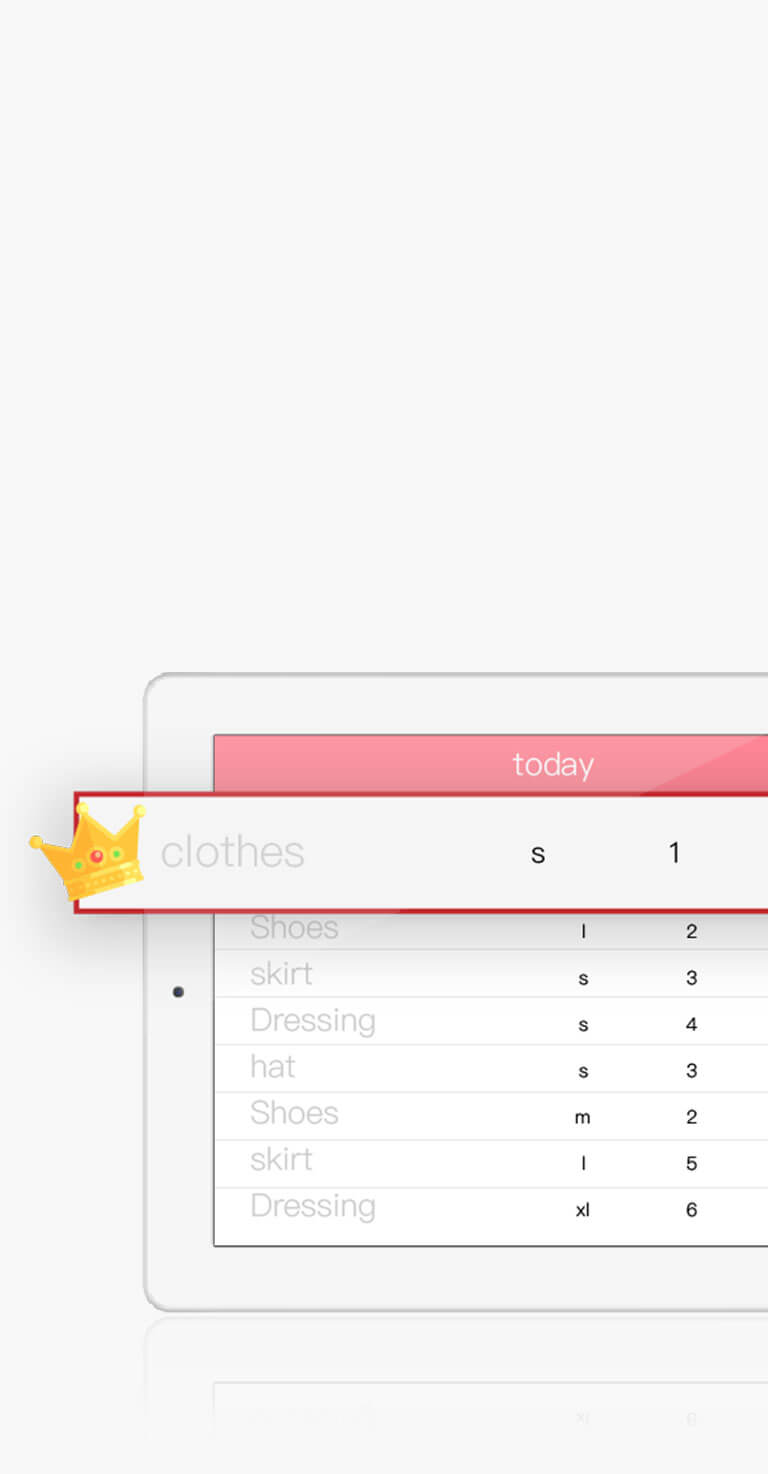 today
clothes s 1
Shoes l 2
skirt s 3
Dressing s 4
hat s 3
Shoes m 2
skirt l 5
Dressing xl 6